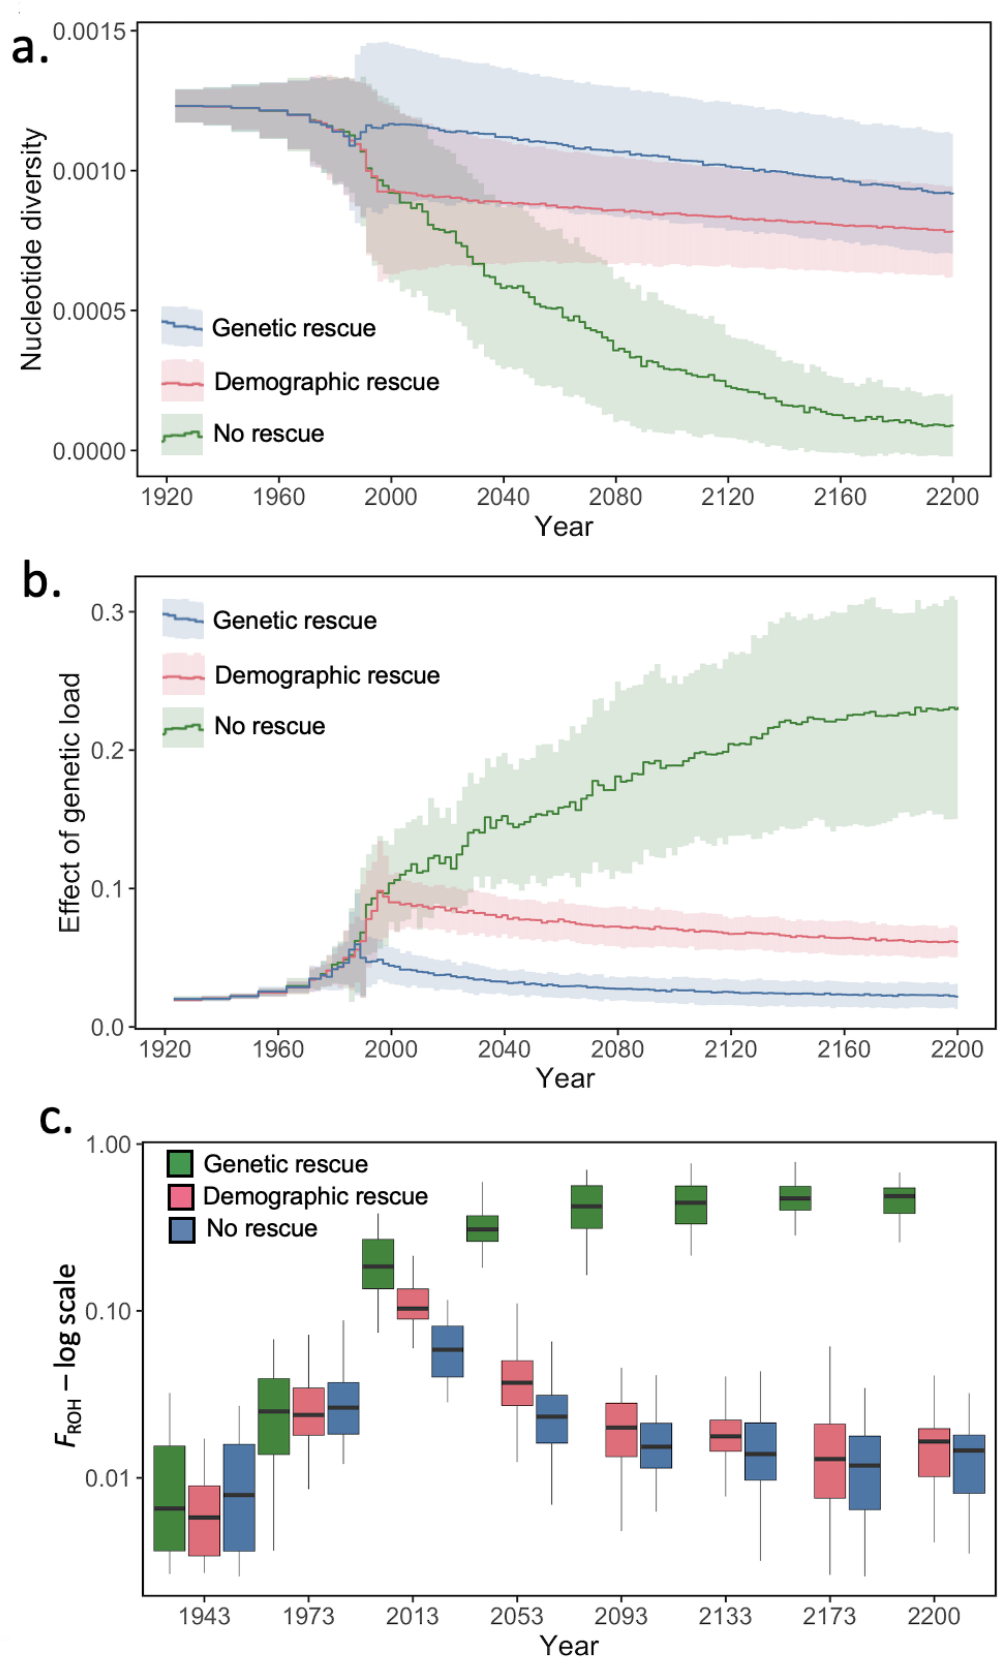 a.
0.0015
0.0010
0.0005
0.0000
Nucleotide diversity
Genetic rescue
Demographic rescue
No rescue
1920 1960 2000 2040 2080 2120 2160 2200
Year
b.
0.3
0.2
0.1
0.0
Effect of genetic load
Genetic rescue
Demographic rescue
No rescue
1920 1960 2000 2040 2080 2120 2160 2200
Year
c.
1.00
0.10
0.01
FROH – log scale
Genetic rescue
Demographic rescue
No rescue
1943 1973 2013 2053 2093 2133 2173 2200
Year